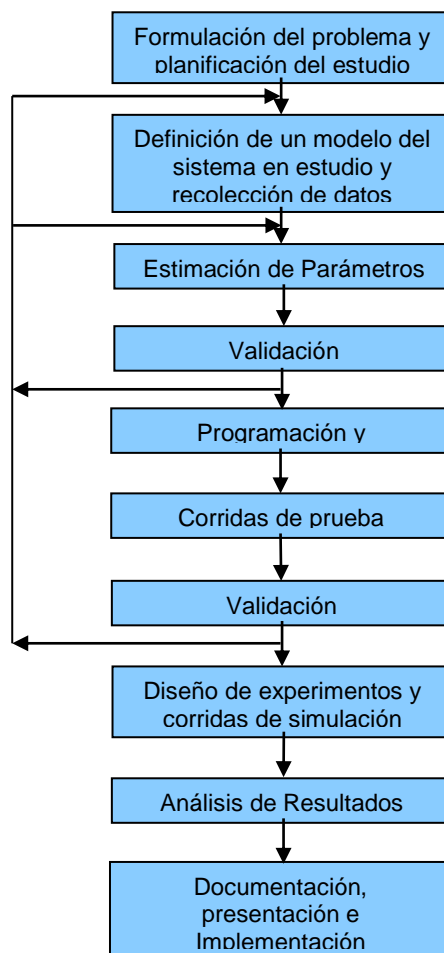 Formulación del problema y
planificación del estudio
Definición de un modelo del
sistema en estudio y
recolección de datos
Estimación de Parámetros
Validación
Programación y
Corridas de prueba
Validación
Diseño de experimentos y
corridas de simulación
Análisis de Resultados
Documentación,
presentación e
Implementación